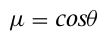 μ = cosθ